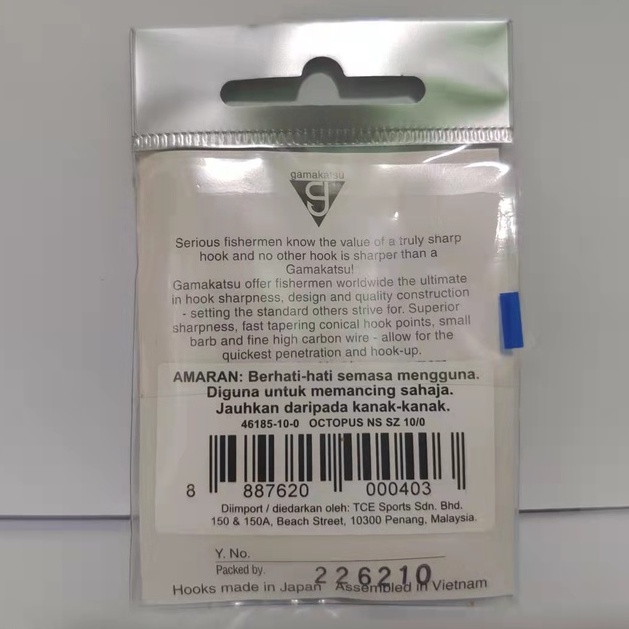 gamakatsu
g
Serious fishermen know the value of a truly sharp
hook and no other hook is sharper than a
Gamakatsu!
Gamakatsu offer fishermen worldwide the ultimate
in hook sharpness, design and quality construction
- setting the standard others strive for. Superior
sharpness, fast tapering conical hook points, small
barb and fine high carbon wire - allow for the
quickest penetration and hook-up.
AMARAN: Berhati-hati semasa mengguna.
Diguna untuk memancing sahaja.
Jauhkan daripada kanak-kanak.
46185-10-0 OCTOPUS NS SZ 10/0
8 887620 000403
Diimport / diedarkan oleh: TCE Sports Sdn. Bhd.
150 & 150A, Beach Street, 10300 Penang, Malaysia.
Y. No.
Packed by. 226210
Hooks made in Japan Assembled in Vietnam